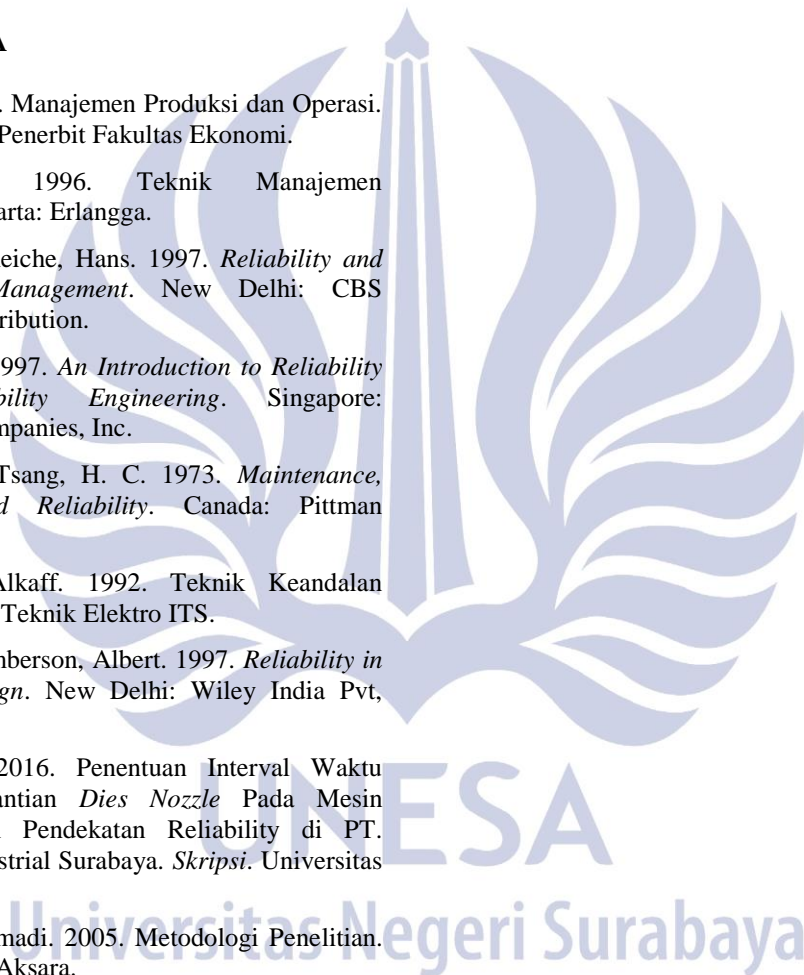 A
. Manajemen Produksi dan Operasi.
Penerbit Fakultas Ekonomi.
1996. Teknik Manajemen
arta: Erlangga.
eiche, Hans. 1997. Reliability and
Management. New Delhi: CBS
ribution.
997. An Introduction to Reliability
bility Engineering. Singapore:
mpanies, Inc.
Tsang, H. C. 1973. Maintenance,
d Reliability. Canada: Pittman
Alkaff. 1992. Teknik Keandalan
Teknik Elektro ITS.
nberson, Albert. 1997. Reliability in
ign. New Delhi: Wiley India Pvt,
2016. Penentuan Interval Waktu
antian Dies Nozzle Pada Mesin
Pendekatan Reliability di PT.
strial Surabaya. Skripsi. Universitas
madi. 2005. Metodologi Penelitian.
Aksara.
UNESA
Universitas Negeri Surabaya